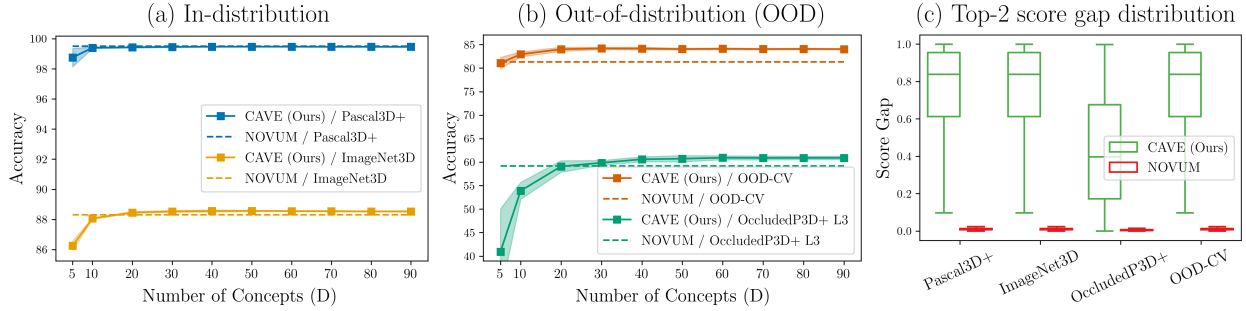 (a) In-distribution
100
98
96
94
92
90
88
86
Accuracy
CAVE (Ours) / Pascal3D+
NOVUM / Pascal3D+
CAVE (Ours) / ImageNet3D
NOVUM / ImageNet3D
5 10 20 30 40 50 60 70 80 90
Number of Concepts (D)
(b) Out-of-distribution (OOD)
85
80
75
70
65
60
55
50
45
40
Accuracy
CAVE (Ours) / OOD-CV
NOVUM / OOD-CV
CAVE (Ours) / OccludedP3D+ L3
NOVUM / OccludedP3D+ L3
5 10 20 30 40 50 60 70 80 90
Number of Concepts (D)
(c) Top-2 score gap distribution
1.0
0.8
0.6
0.4
0.2
0.0
Score Gap
CAVE (Ours)
NOVUM
Pascal3D+
ImageNet3D
OccludedP3D+
OOD-CV